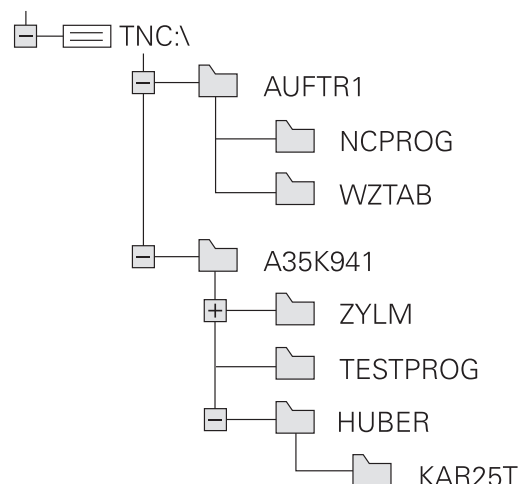 TNC:\
AUFTR1
NCPROG
WZTAB
A35K941
ZYLM
TESTPROG
HUBER
KAR25T